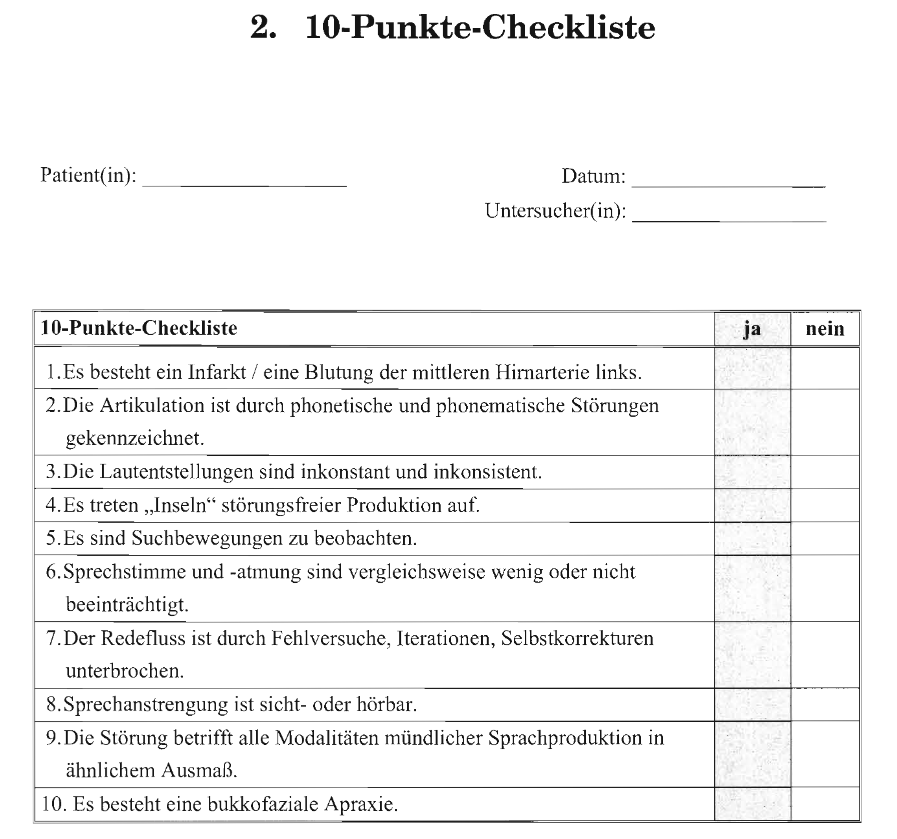 2. 10-Punkte-Checkliste
Patient(in):
Datum:
Untersucher(in):
10-Punkte-Checkliste ja nein
1.Es besteht ein Infarkt / eine Blutung der mittleren Hirnarterie links.
2.Die Artikulation ist durch phonetische und phonematische Störungen
gekennzeichnet.
3.Die Lautentstellungen sind inkonstant und inkonsistent.
4.Es treten „Inseln“ störungsfreier Produktion auf.
5.Es sind Suchbewegungen zu beobachten.
6.Sprechstimme und -atmung sind vergleichsweise wenig oder nicht
beeinträchtigt.
7.Der Redefluss ist durch Fehlversuche, Iterationen, Selbstkorrekturen
unterbrochen.
8.Sprechanstrengung ist sicht- oder hörbar.
9.Die Störung betrifft alle Modalitäten mündlicher Sprachproduktion in
ähnlichem Ausmaß.
10. Es besteht eine bukkofaziale Apraxie.